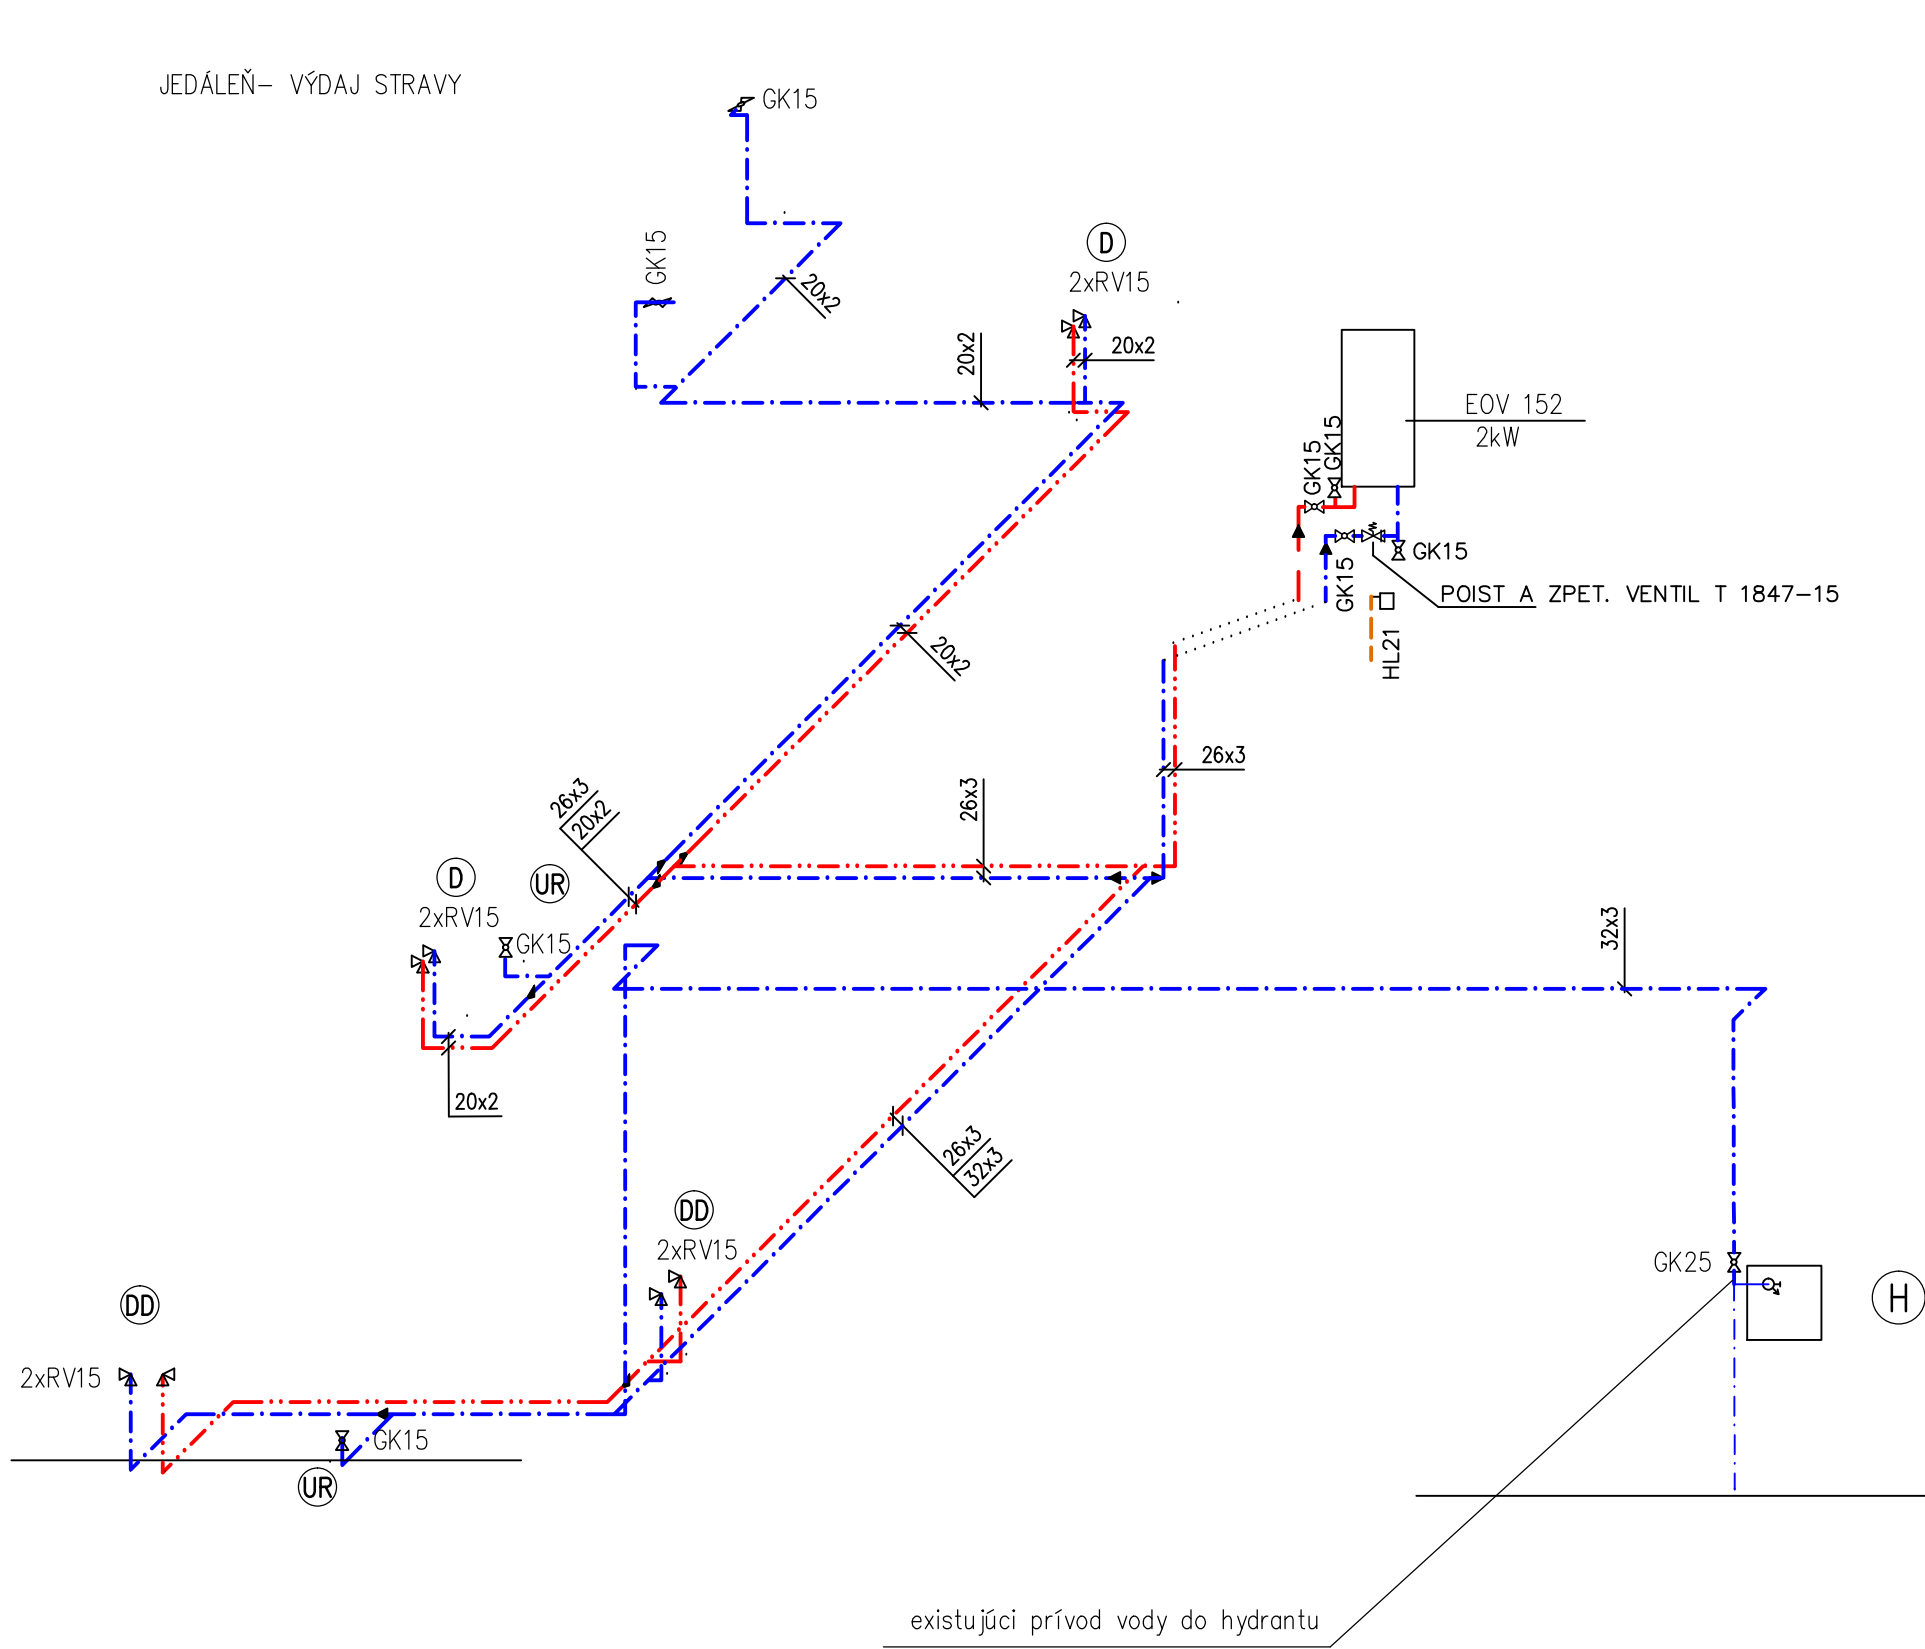 JEDÁLEŇ- VÝDAJ STRAVY
GK15
GK15
20x2
D
2xRV15
20x2
20x2
EOV 152
2kW
GK15
GK15
GK15
GK15
POIST A ZPET. VENTIL T 1847-15
HL21
20x2
26x3
26x3
26x3
20x2
D
2xRV15
UR
GK15
20x2
32x3
26x3
32x3
DD
2xRV15
DD
2xRV15
GK15
UR
GK25
H
existujúci prívod vody do hydrantu